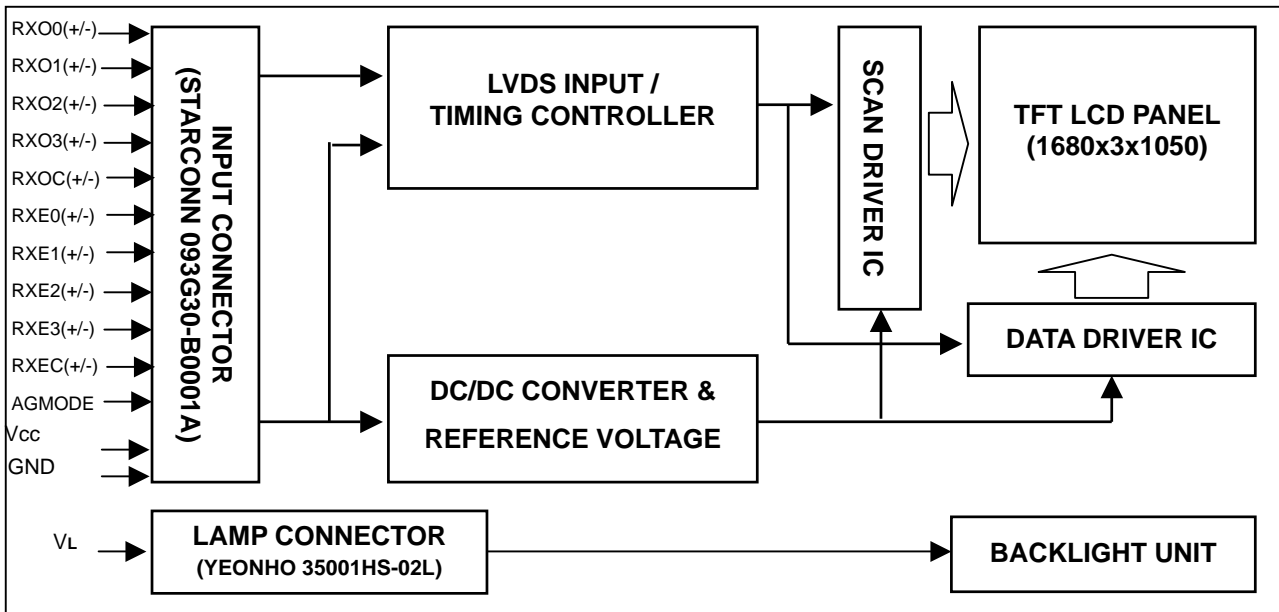 RXO0(+/-)
RXO1(+/-)
RXO2(+/-)
RXO3(+/-)
RXOC(+/-)
RXE0(+/-)
RXE1(+/-)
RXE2(+/-)
RXE3(+/-)
RXEC(+/-)
AGMODE
Vcc
GND
VL
INPUT CONNECTOR
(STARCONN 093G30-B0001A)
LVDS INPUT /
TIMING CONTROLLER
SCAN DRIVER IC
TFT LCD PANEL
(1680x3x1050)
DATA DRIVER IC
DC/DC CONVERTER &
REFERENCE VOLTAGE
LAMP CONNECTOR
(YEONHO 35001HS-02L)
BACKLIGHT UNIT